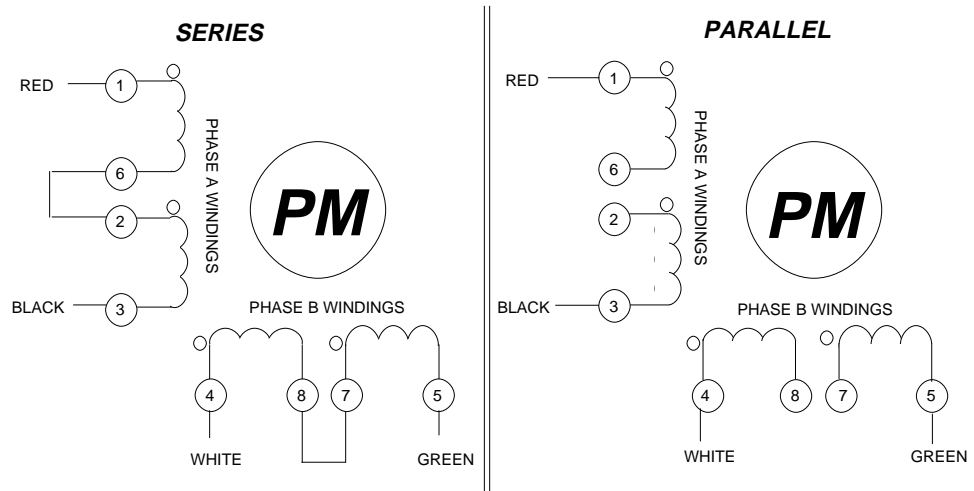 SERIES
RED
1
PHASE A WINDINGS
6
2
BLACK
3
PM
PHASE B WINDINGS
4
8
7
5
WHITE
GREEN
PARALLEL
RED
1
PHASE A WINDINGS
6
2
BLACK
3
PM
PHASE B WINDINGS
4
8
7
5
WHITE
GREEN